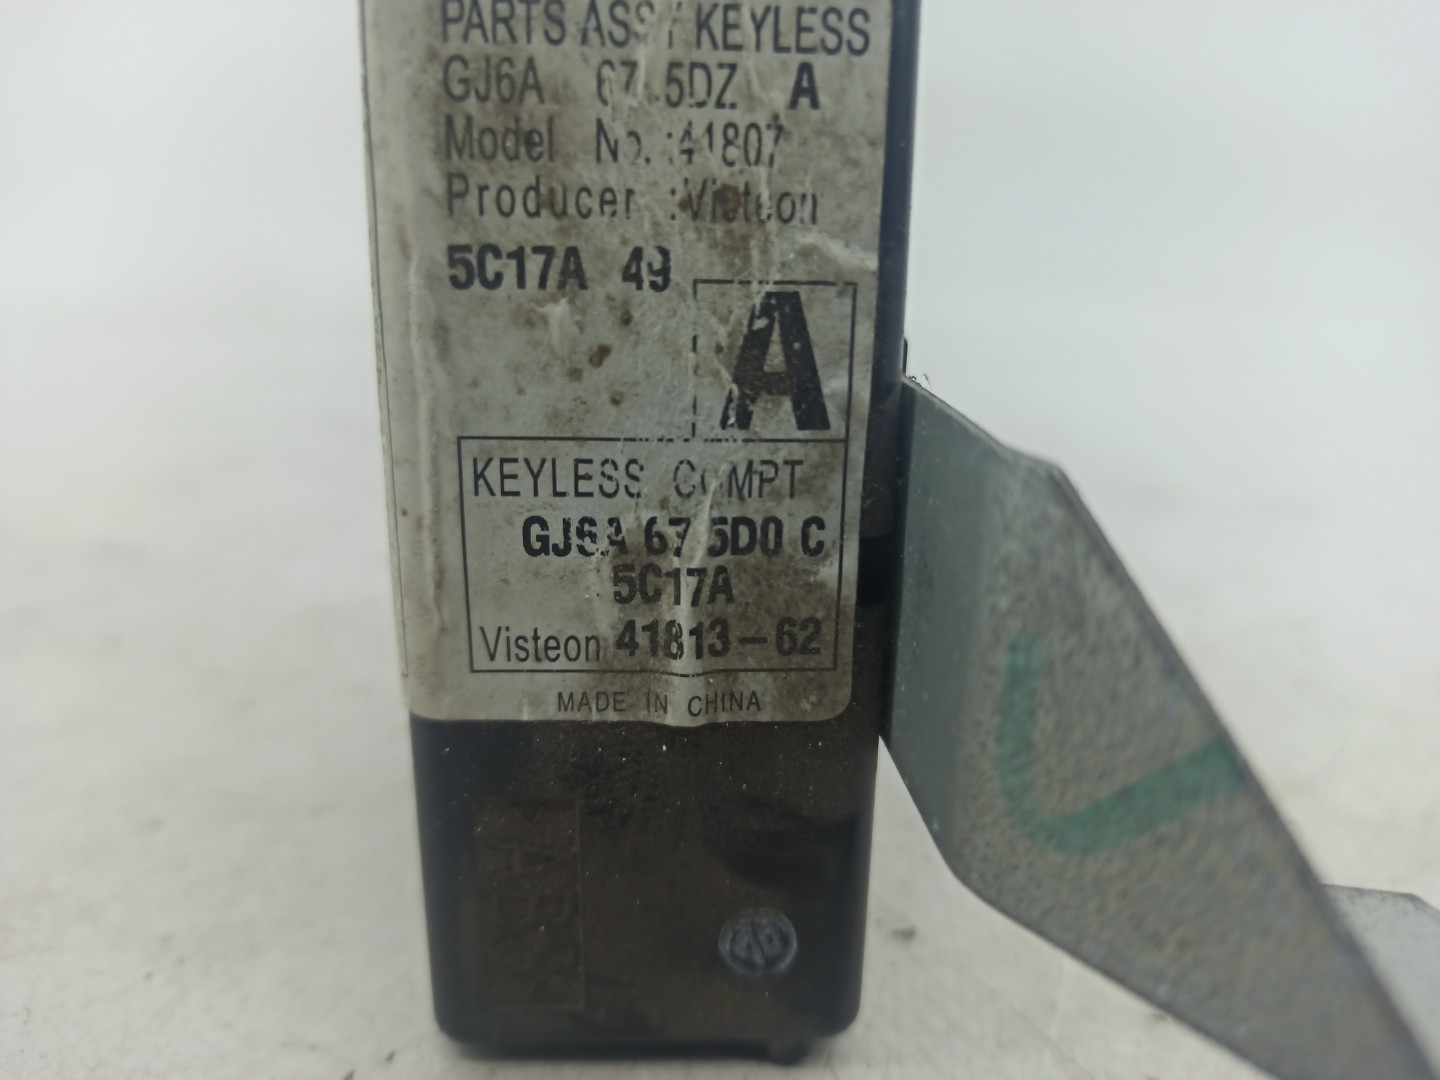 PARTS ASSY KEYLESS
GJ6A 67 5DZ A
Model No. :41807
Producer :Visteon
5C17A 49
A
KEYLESS COMPT
GJ6A 67 5D0 C
5C17A
Visteon 41813-62
MADE IN CHINA